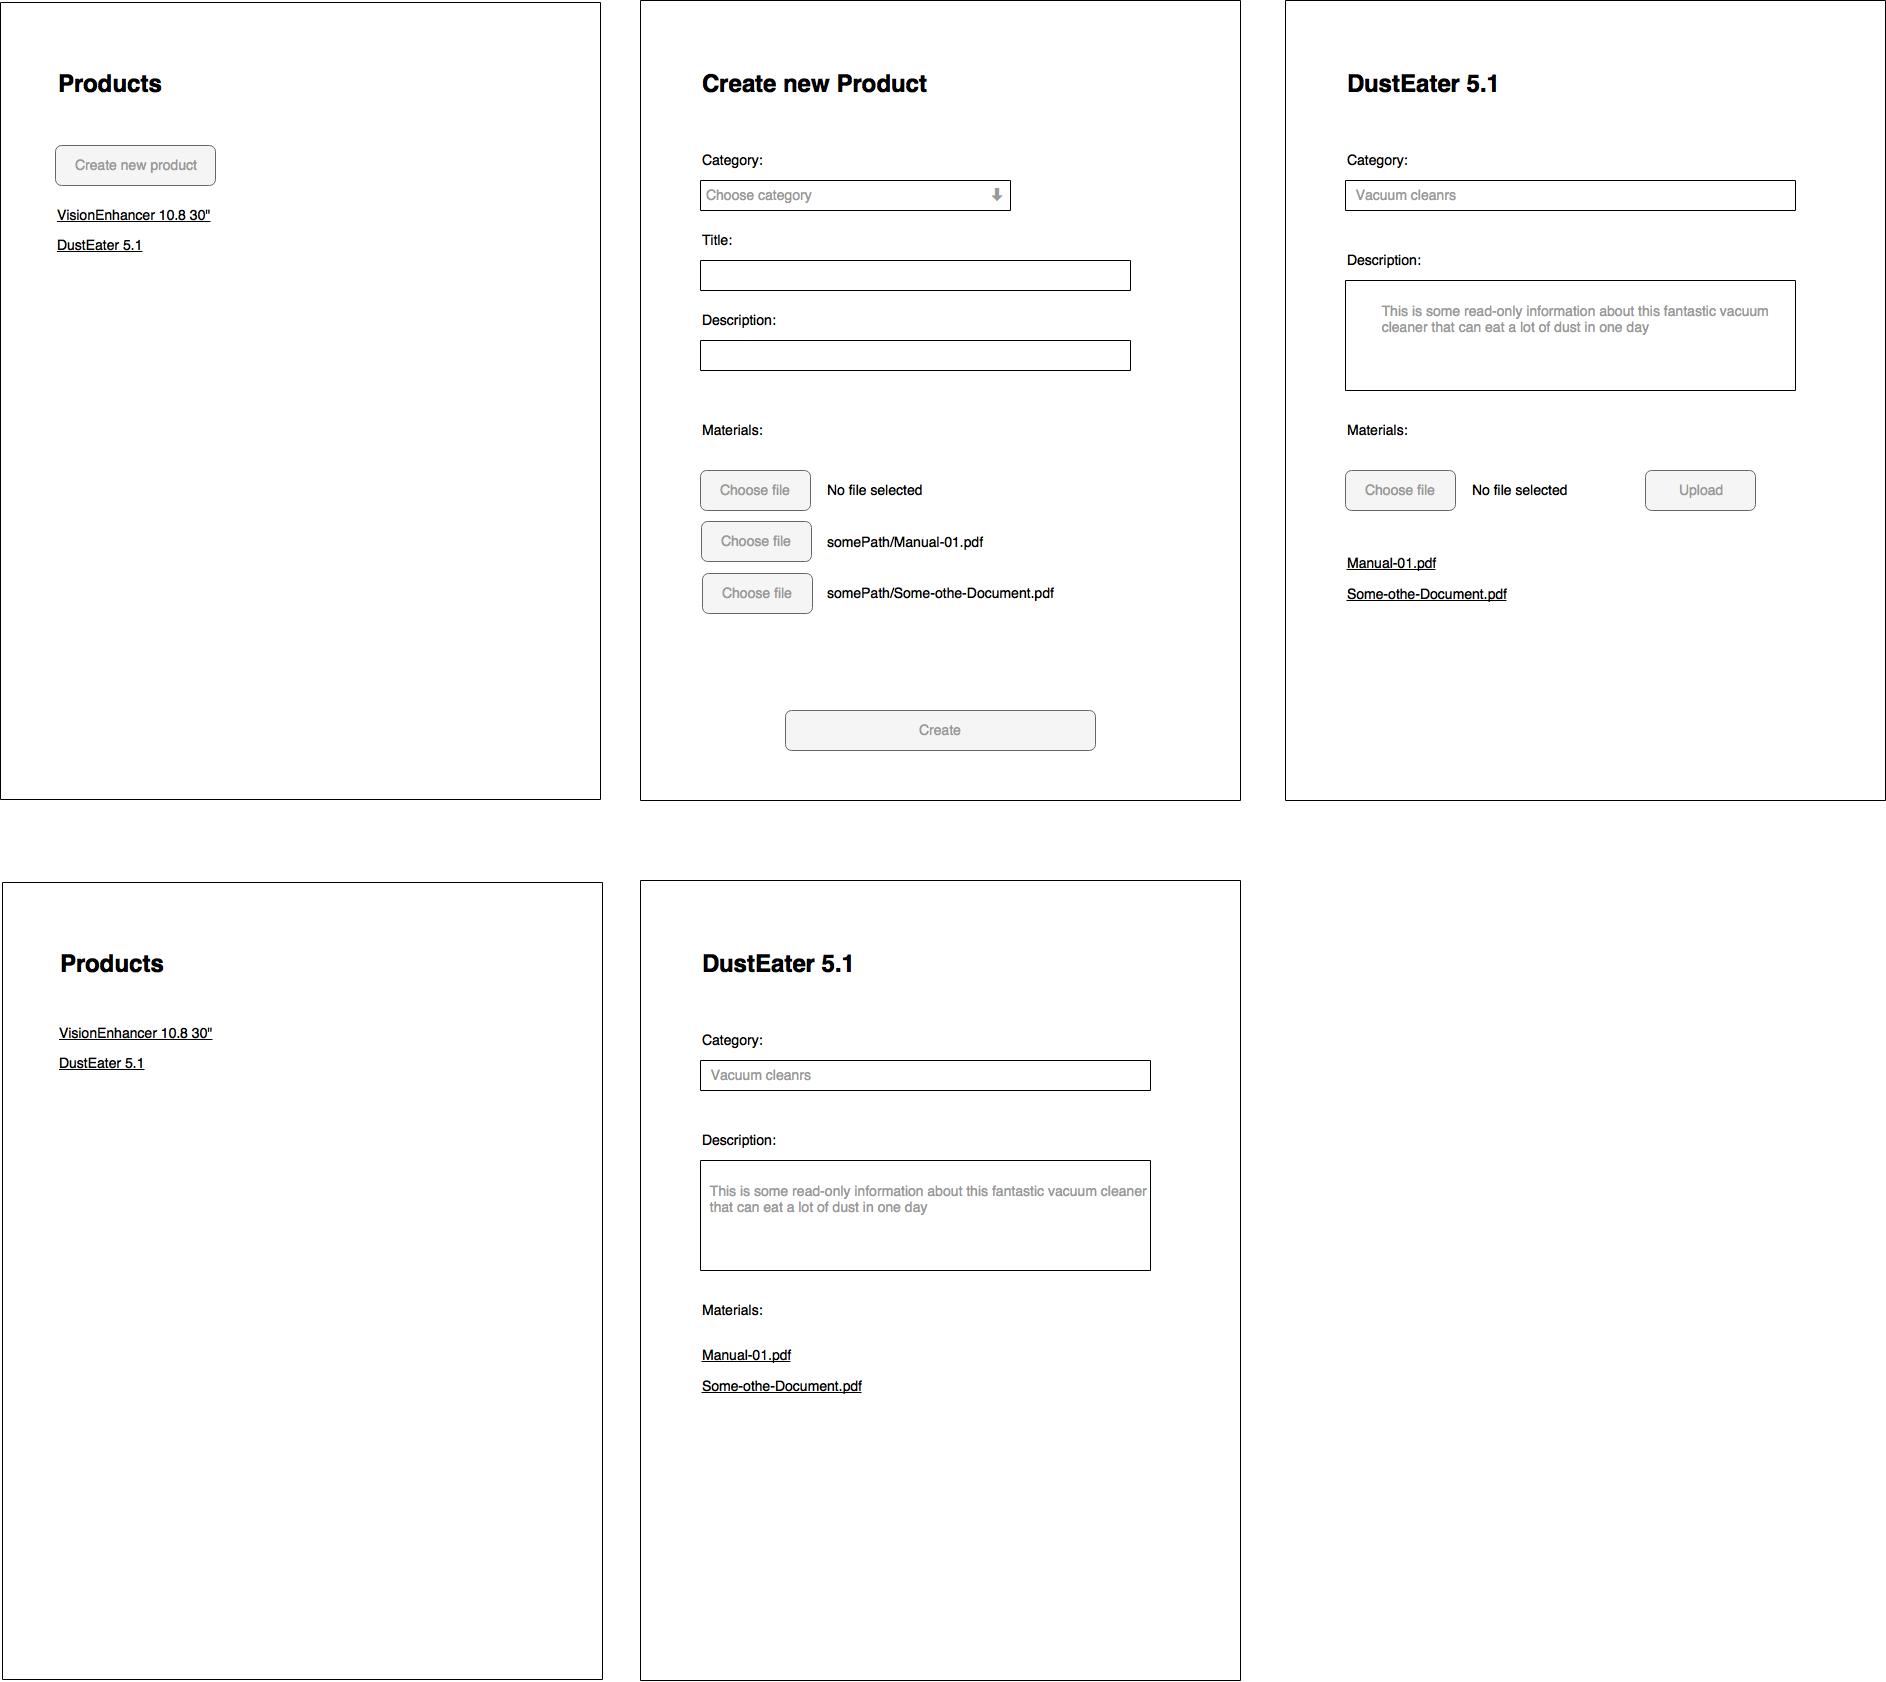 Products
Create new product
VisionEnhancer 10.8 30"
DustEater 5.1
Create new Product
Category:
Choose category
Title:
Description:
Materials:
Choose file No file selected
Choose file somePath/Manual-01.pdf
Choose file somePath/Some-othe-Document.pdf
Create
DustEater 5.1
Category:
Vacuum cleanrs
Description:
This is some read-only information about this fantastic vacuum
cleaner that can eat a lot of dust in one day
Materials:
Choose file No file selected Upload
Manual-01.pdf
Some-othe-Document.pdf
Products
VisionEnhancer 10.8 30"
DustEater 5.1
DustEater 5.1
Category:
Vacuum cleanrs
Description:
This is some read-only information about this fantastic vacuum cleaner
that can eat a lot of dust in one day
Materials:
Manual-01.pdf
Some-othe-Document.pdf